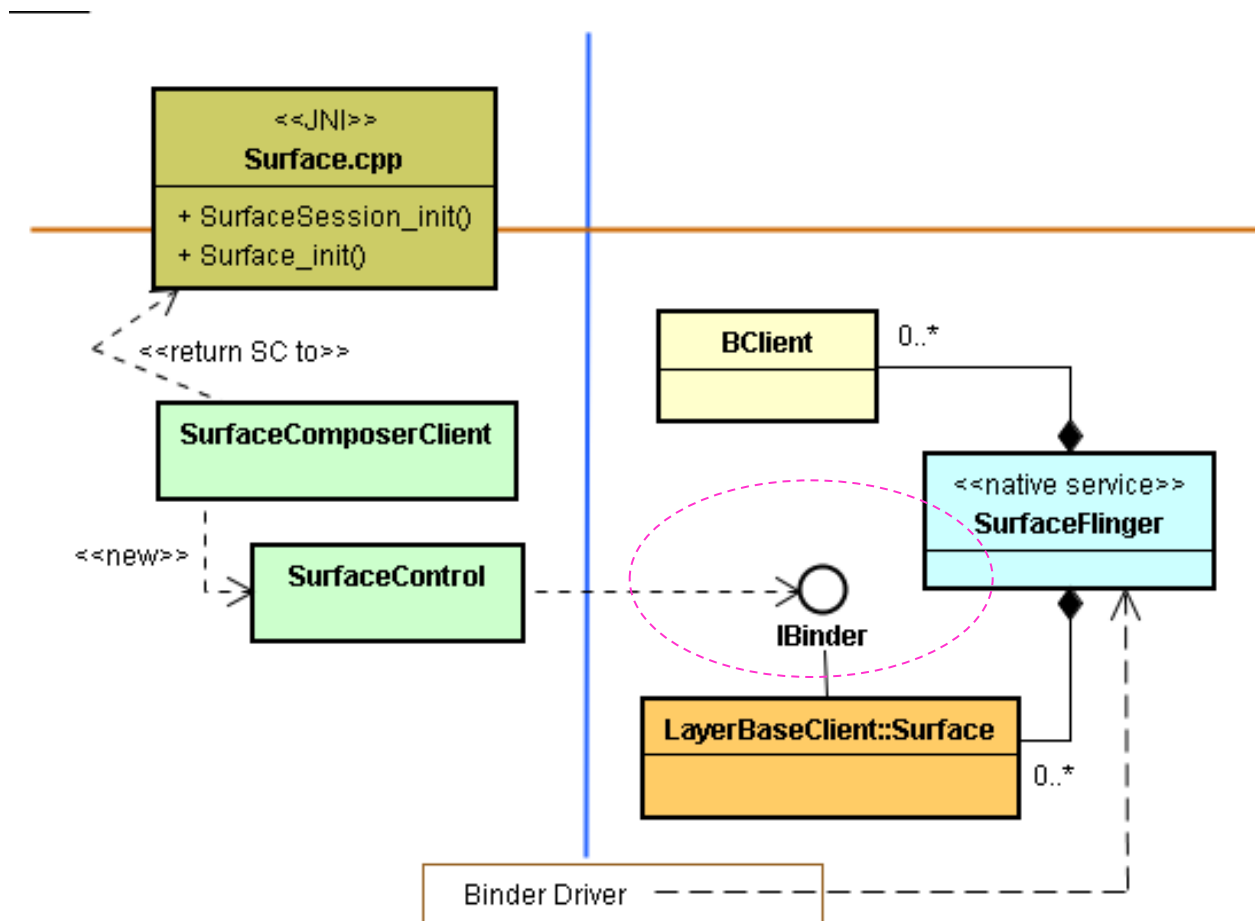 <<JNI>>
Surface.cpp
+ SurfaceSession_init()
+ Surface_init()
<<return SC to>>
BClient
0..*
SurfaceComposerClient
<<native service>>
SurfaceFlinger
<<new>>
SurfaceControl
IBinder
LayerBaseClient::Surface
0..*
Binder Driver